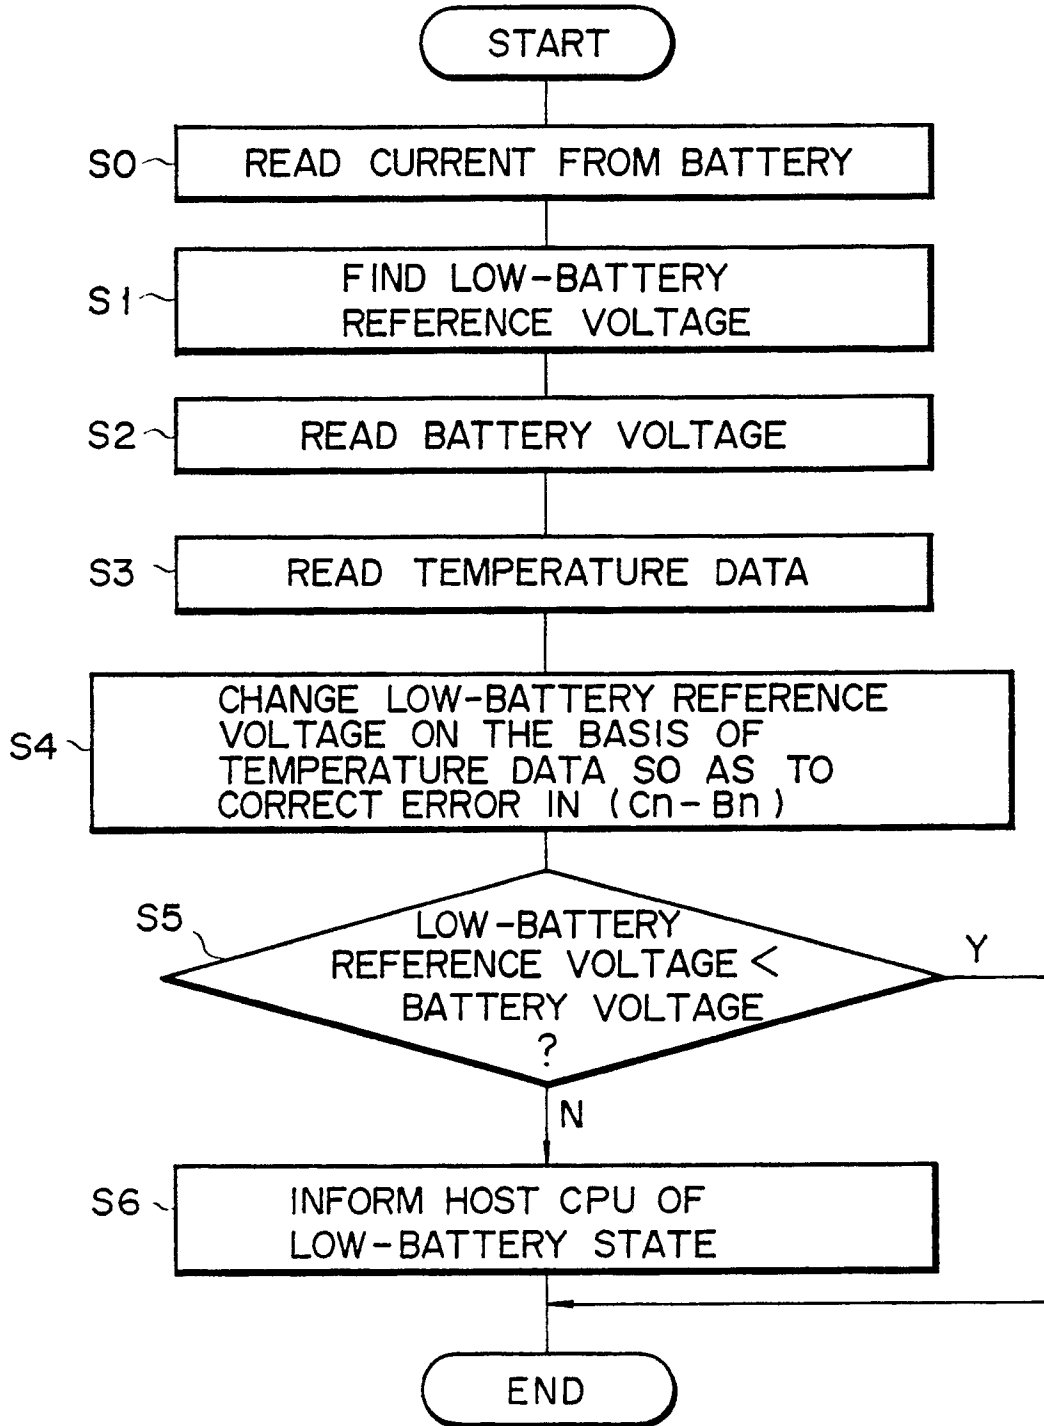 START
S0
READ CURRENT FROM BATTERY
S1
FIND LOW-BATTERY
REFERENCE VOLTAGE
S2
READ BATTERY VOLTAGE
S3
READ TEMPERATURE DATA
S4
CHANGE LOW-BATTERY REFERENCE
VOLTAGE ON THE BASIS OF
TEMPERATURE DATA SO AS TO
CORRECT ERROR IN (Cn-Bn)
S5
LOW-BATTERY
REFERENCE VOLTAGE <
BATTERY VOLTAGE
?
Y
N
S6
INFORM HOST CPU OF
LOW-BATTERY STATE
END